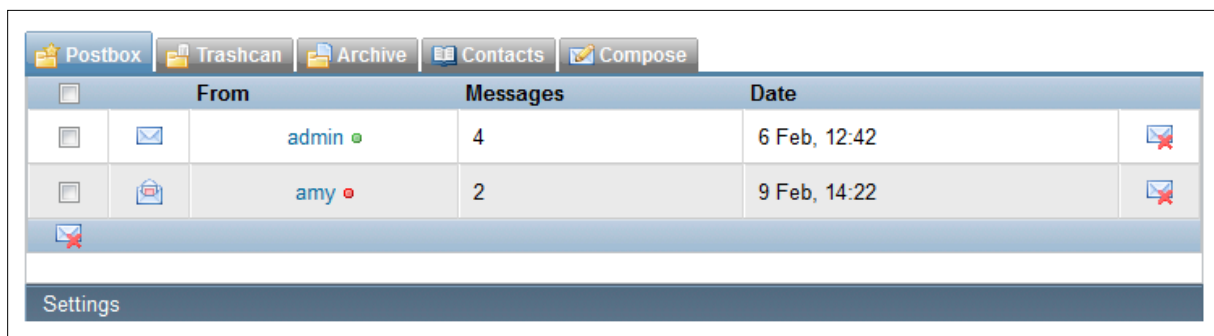 Postbox Trashcan Archive Contacts Compose
From Messages Date
admin 4 6 Feb, 12:42
amy 2 9 Feb, 14:22
Settings